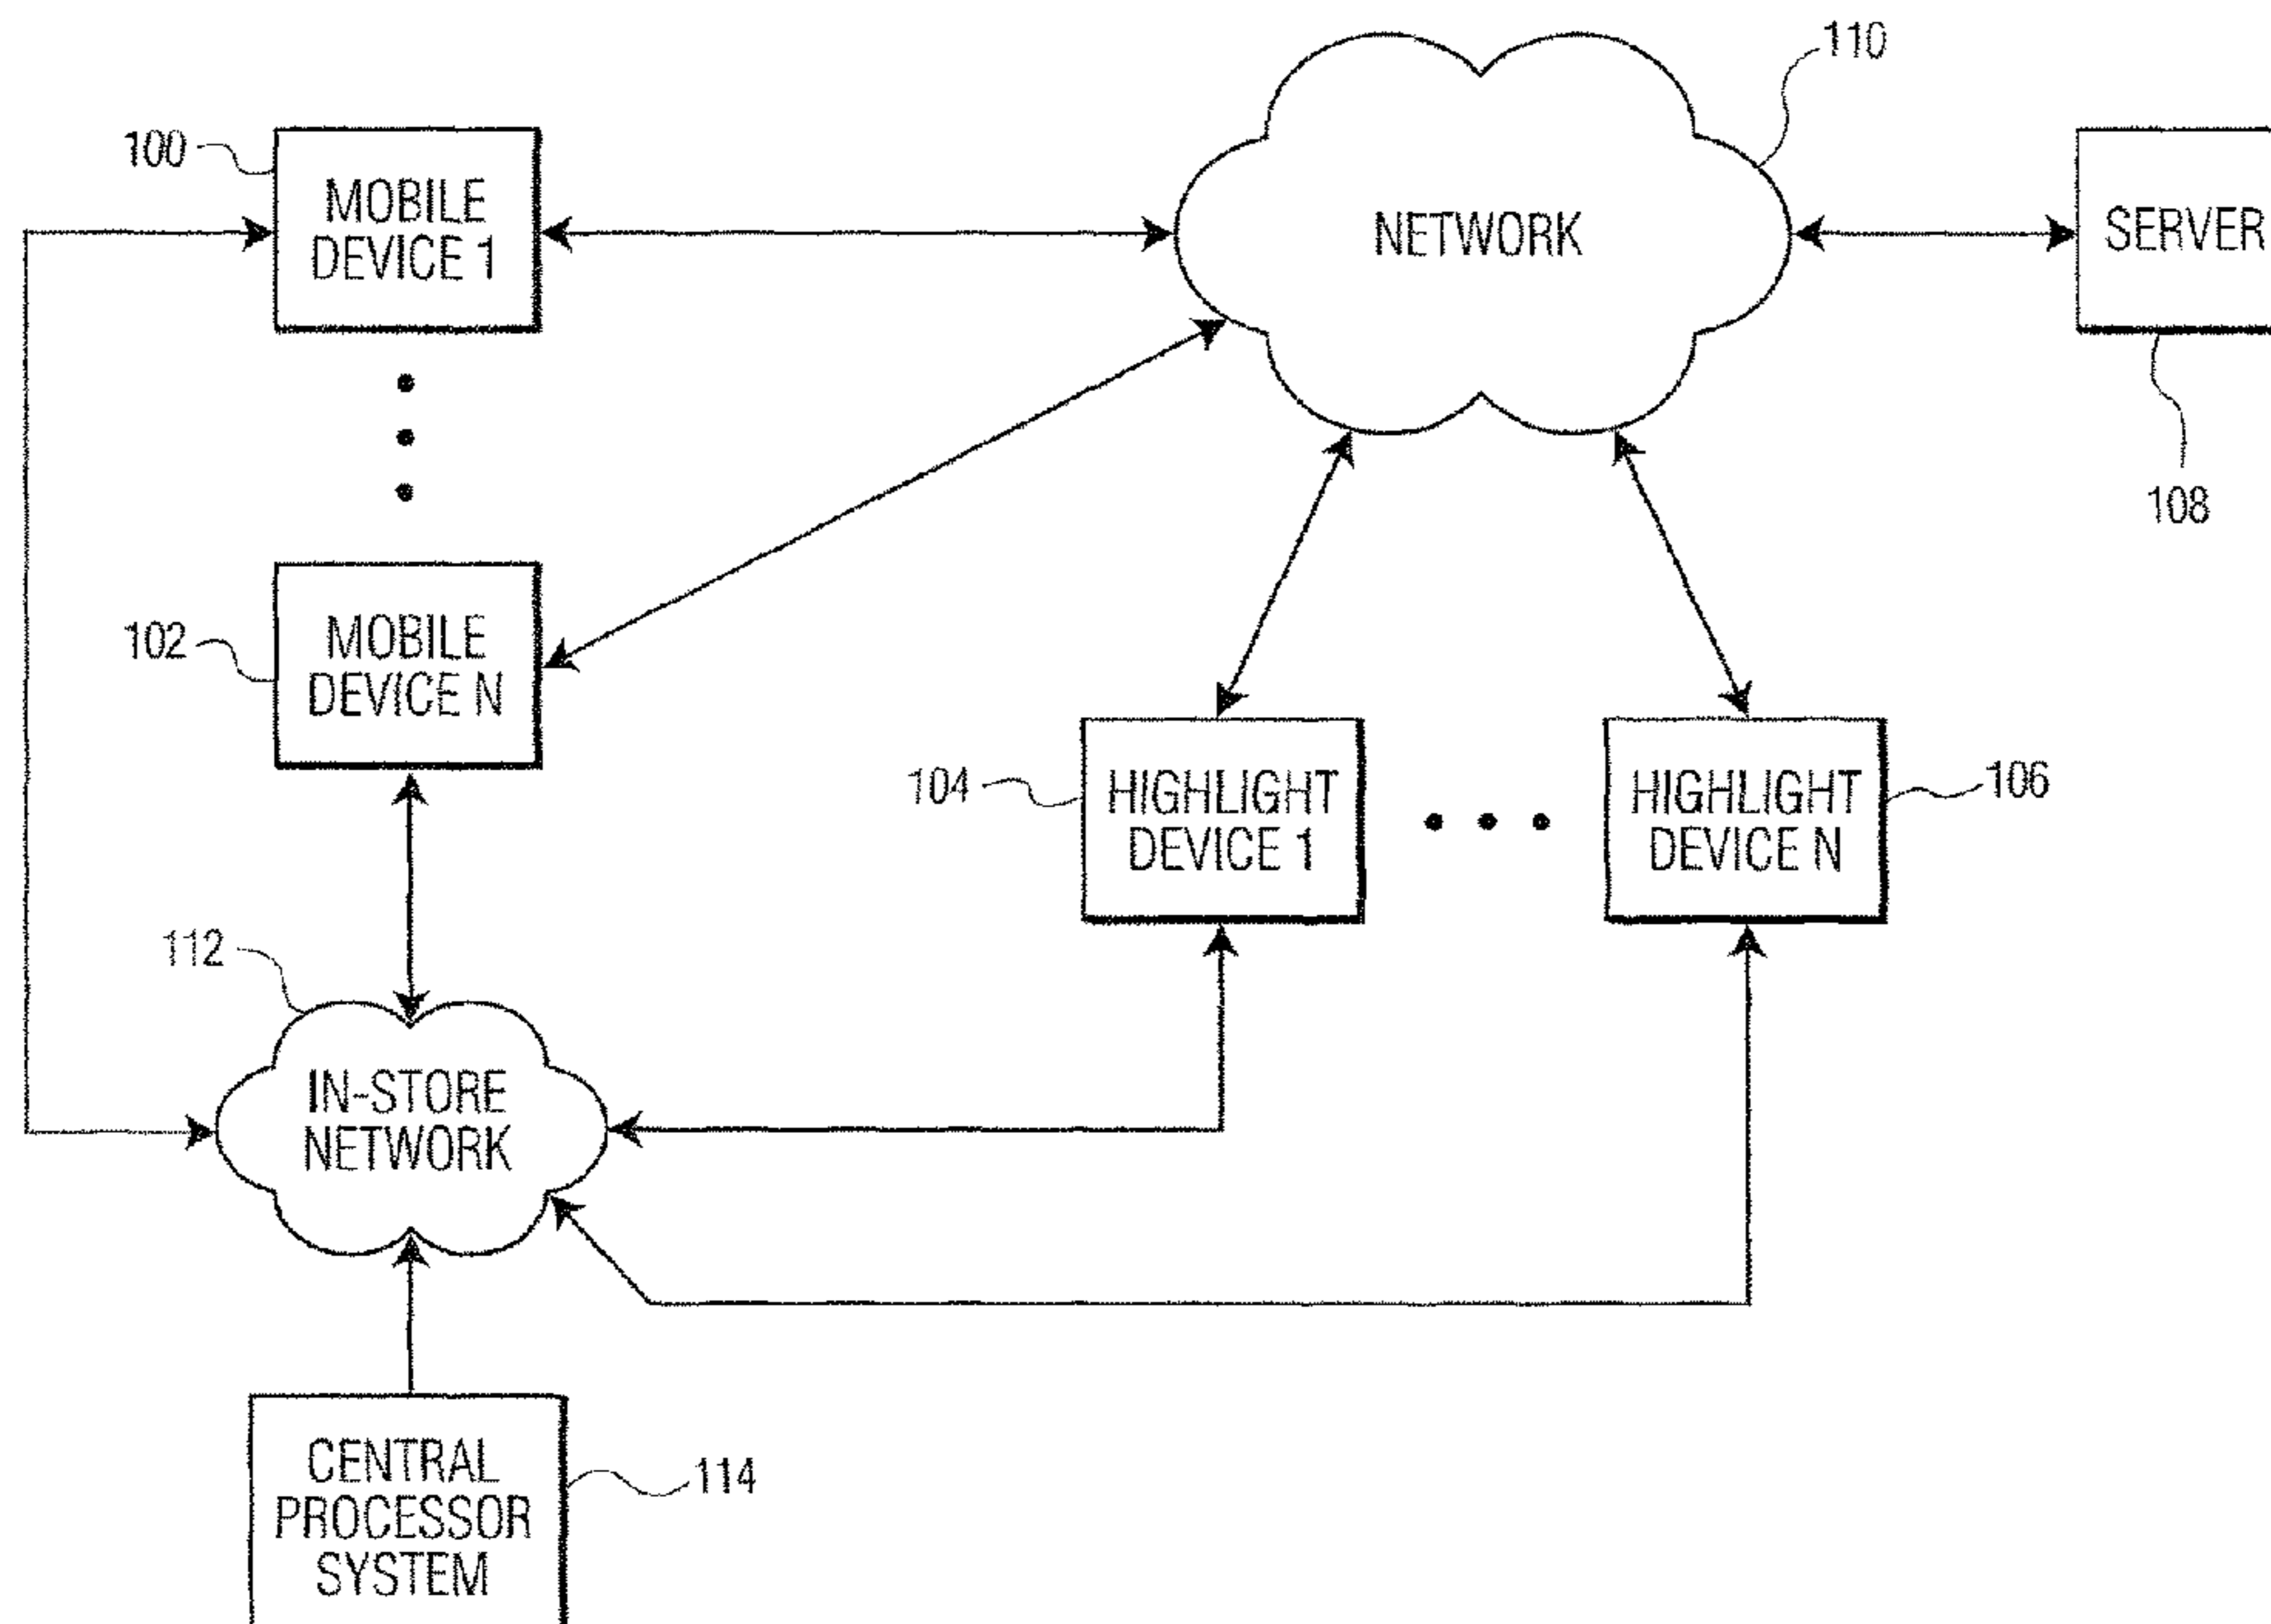 110
100
MOBILE
DEVICE 1
NETWORK
SERVER
108
102
MOBILE
DEVICE N
104
HIGHLIGHT
DEVICE 1
HIGHLIGHT
DEVICE N
106
112
IN-STORE
NETWORK
CENTRAL
PROCESSOR
SYSTEM
114